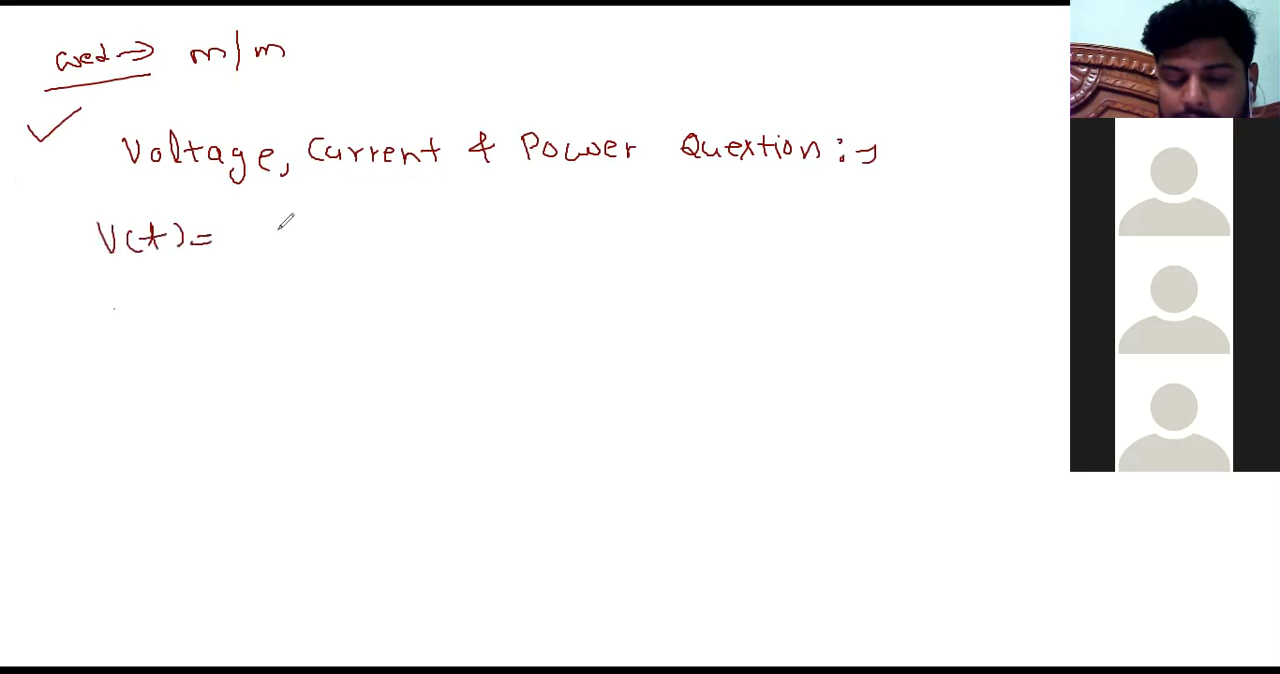 Wed → m/m
Voltage, Current & Power Question :→
V(t)=